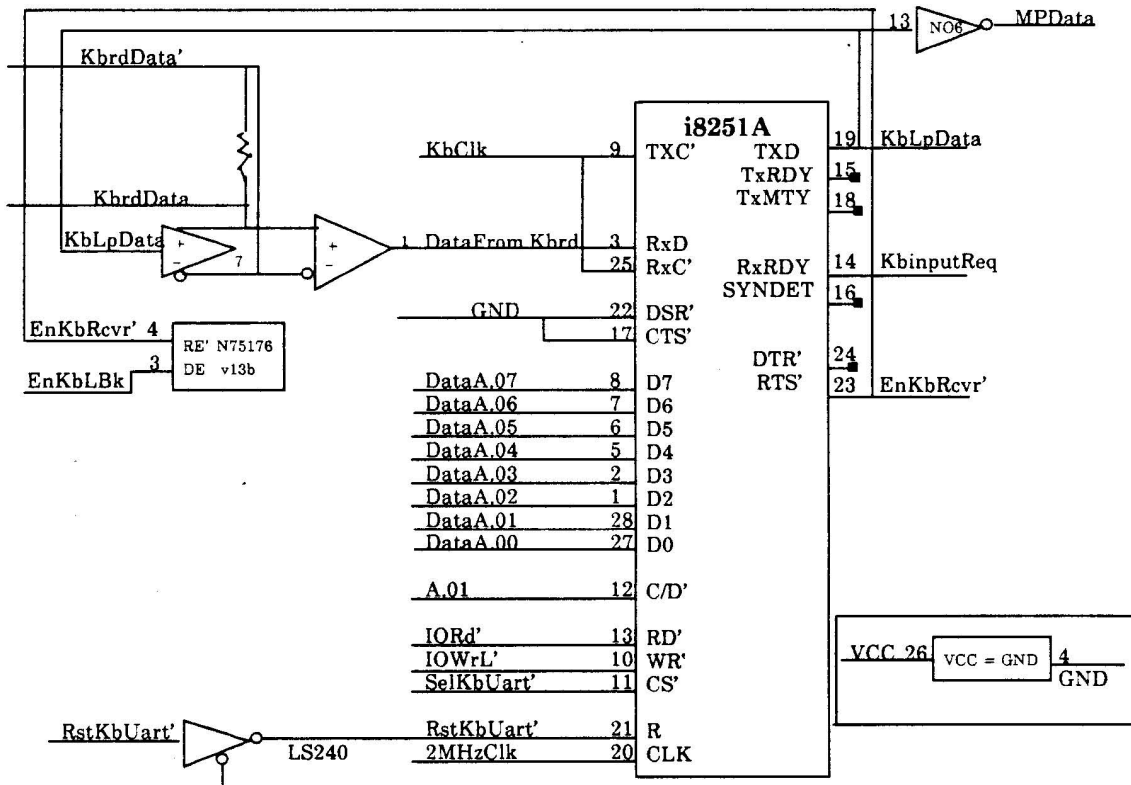 13 NO6 MPData
KbrdData'
i8251A
KbClk 9 TXC' TXD 19 KbLpData
TxRDY 15
TxMTY 18
KbrdData
KbLpData + - 7 + - 1 DataFrom Kbrd 3 RxD
25 RxC' RxRDY 14 KbinputReq
SYNDET 16
GND 22 DSR'
17 CTS'
EnKbRcvr' 4 RE' N75176
3 DE v13b
EnKbLBk
DTR' 24
RTS' 23 EnKbRcvr'
DataA.07 8 D7
DataA.06 7 D6
DataA.05 6 D5
DataA.04 5 D4
DataA.03 2 D3
DataA.02 1 D2
DataA.01 28 D1
DataA.00 27 D0
A.01 12 C/D'
IORd' 13 RD'
IOWrL' 10 WR'
SelKbUart' 11 CS'
VCC 26 VCC = GND 4
GND
RstKbUart' LS240 RstKbUart' 21 R
2MHzClk 20 CLK